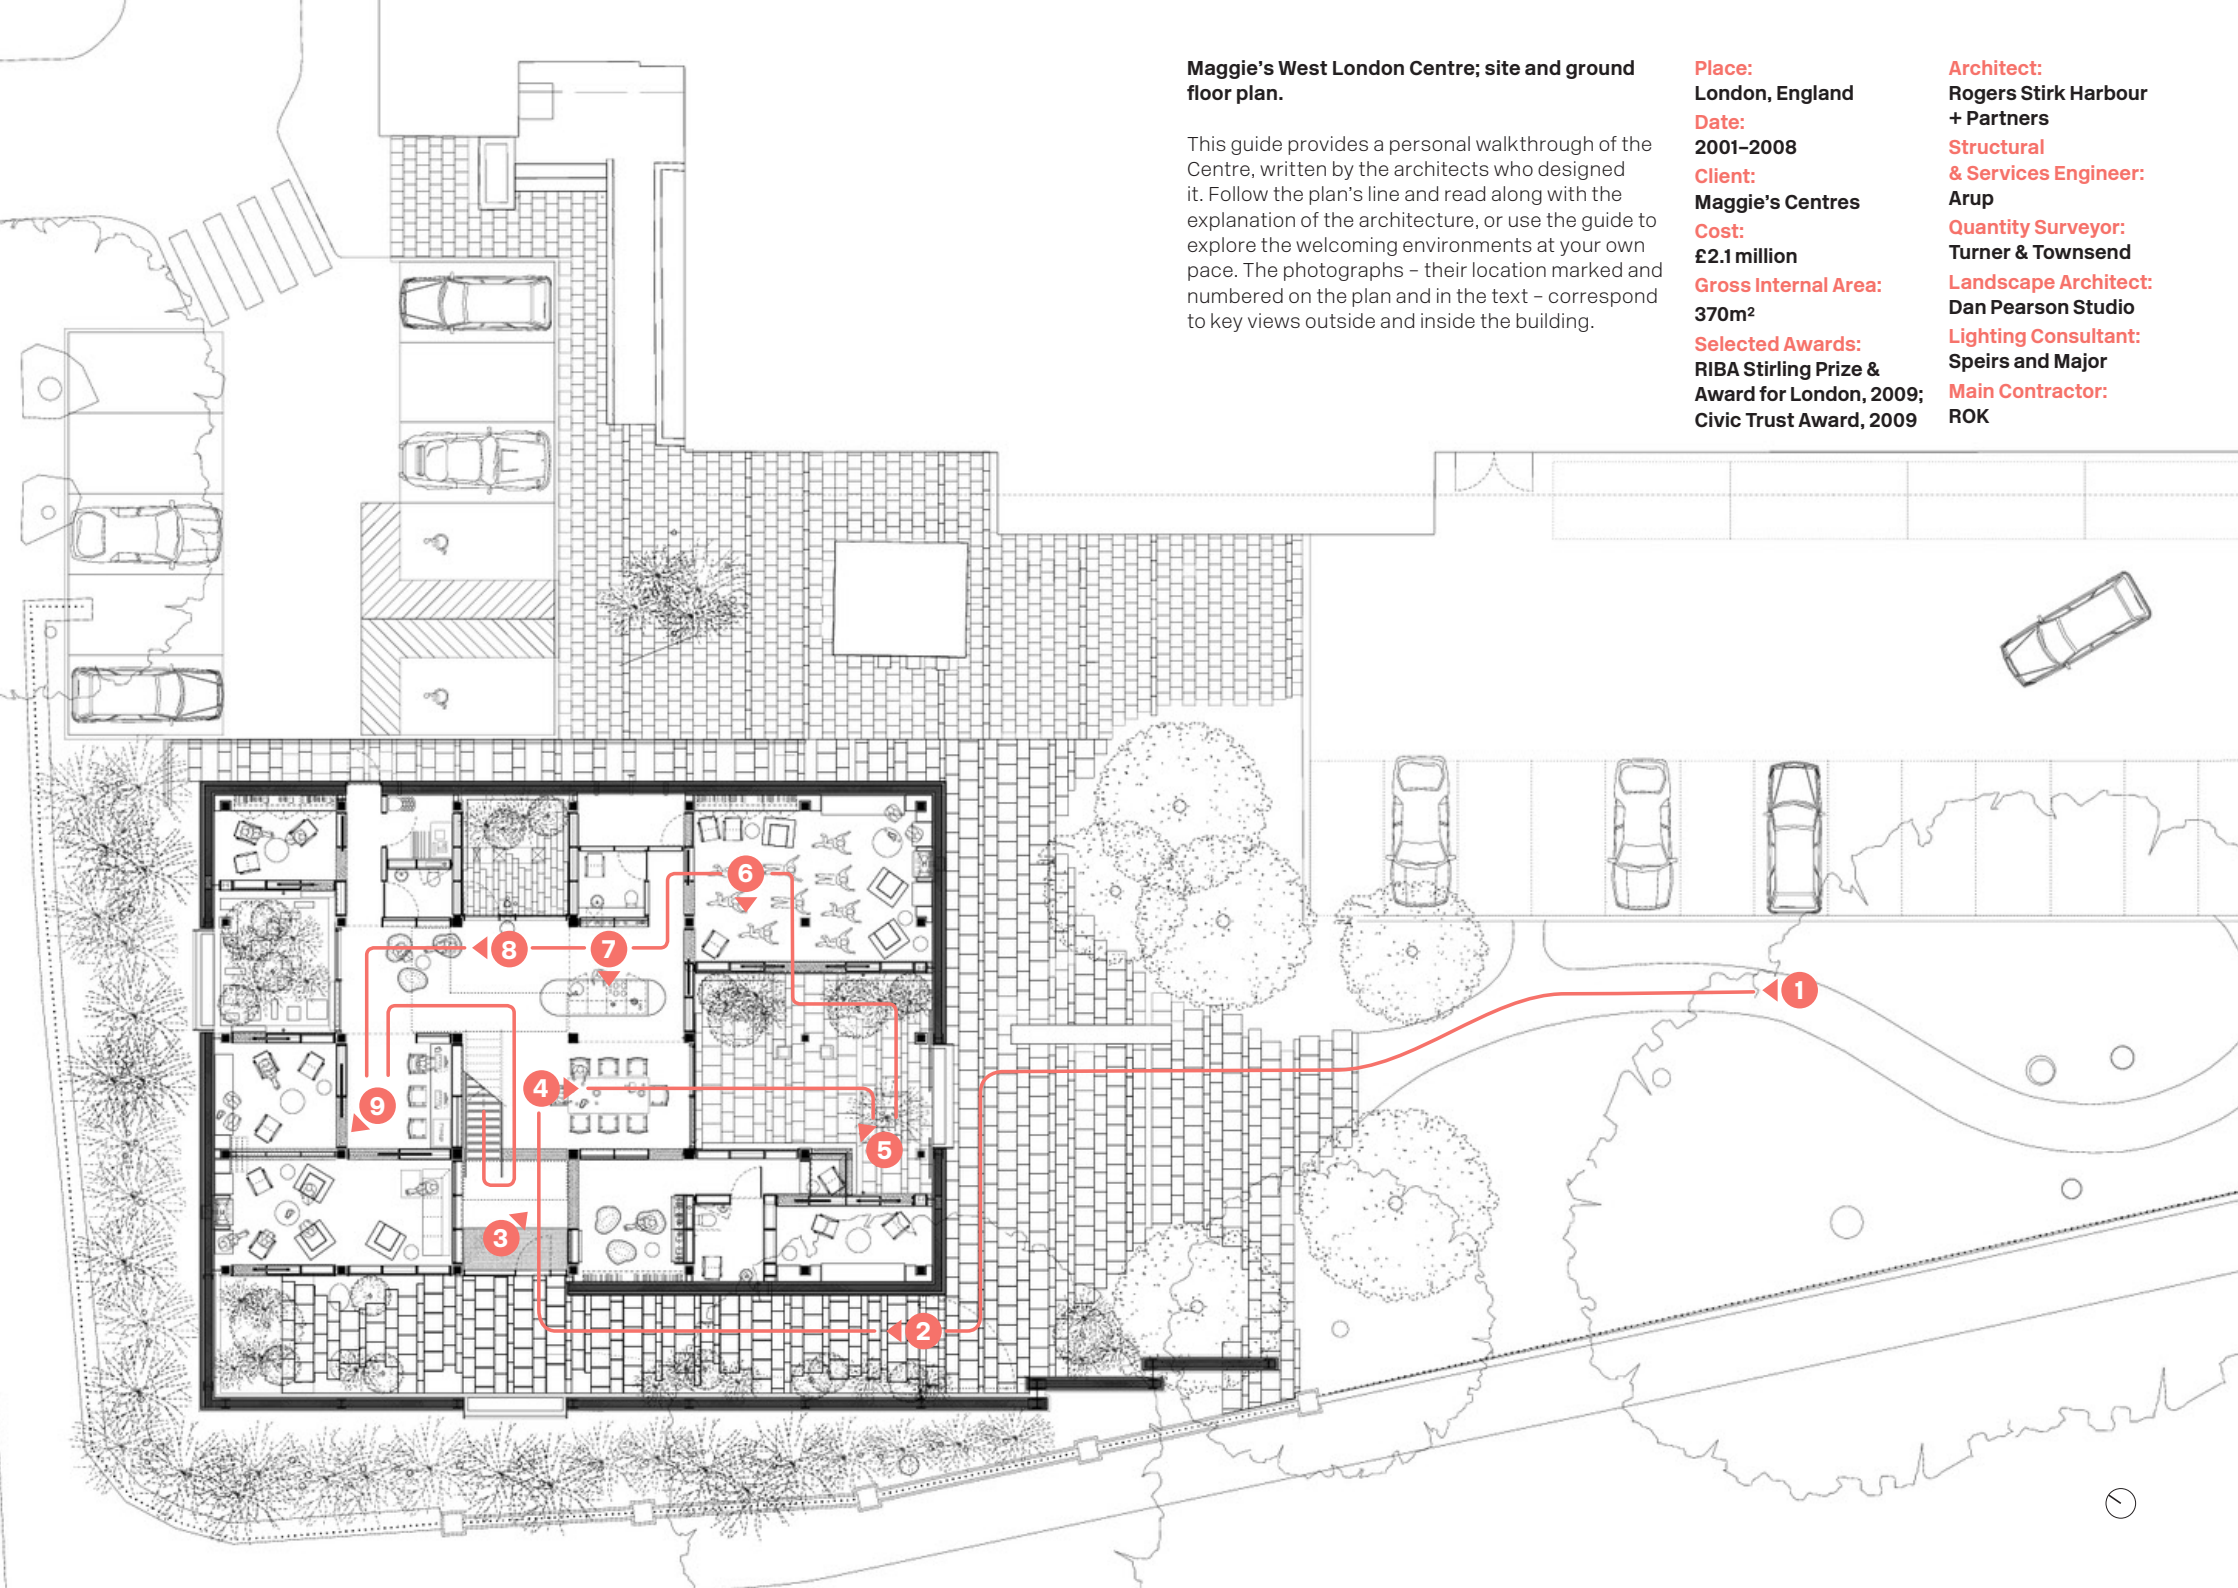 Maggie’s West London Centre; site and ground
floor plan.
This guide provides a personal walkthrough of the
Centre, written by the architects who designed
it. Follow the plan’s line and read along with the
explanation of the architecture, or use the guide to
explore the welcoming environments at your own
pace. The photographs – their location marked and
numbered on the plan and in the text – correspond
to key views outside and inside the building.
Place:
London, England
Date:
2001–2008
Client:
Maggie’s Centres
Cost:
£2.1 million
Gross Internal Area:
370m²
Selected Awards:
RIBA Stirling Prize &
Award for London, 2009;
Civic Trust Award, 2009
Architect:
Rogers Stirk Harbour
+ Partners
Structural
& Services Engineer:
Arup
Quantity Surveyor:
Turner & Townsend
Landscape Architect:
Dan Pearson Studio
Lighting Consultant:
Speirs and Major
Main Contractor:
ROK
6
8
7
1
4
9
5
3
2